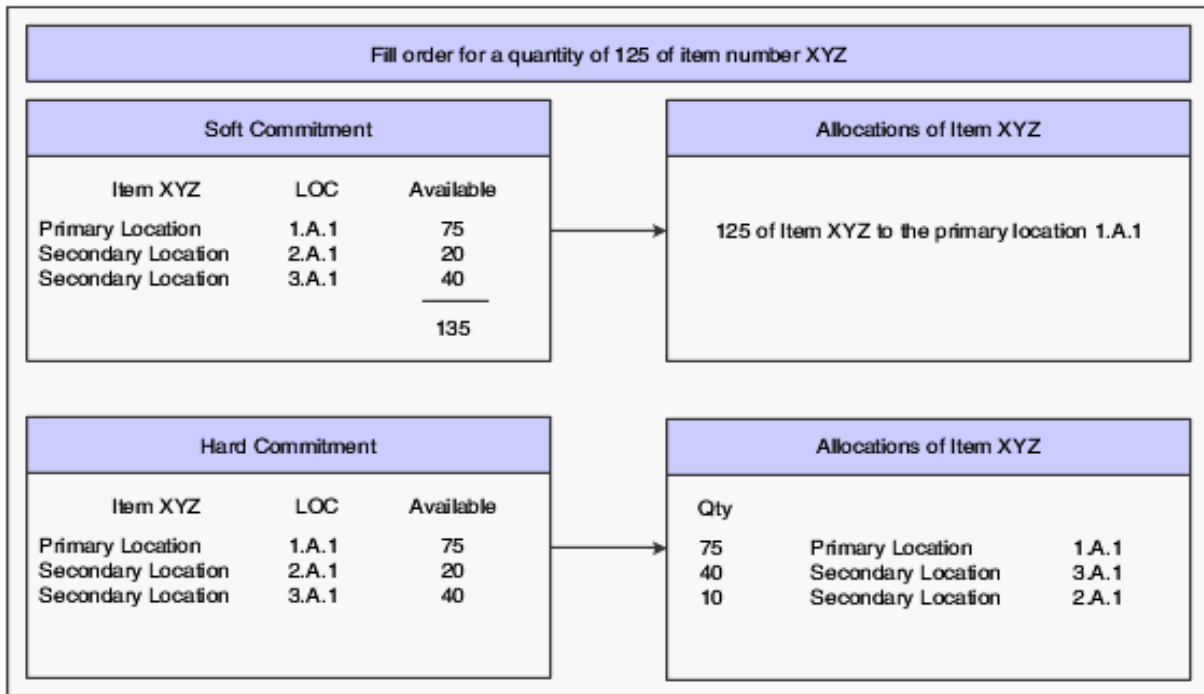 Fill order for a quantity of 125 of item number XYZ
Soft Commitment
Item XYZ LOC Available
Primary Location 1.A.1 75
Secondary Location 2.A.1 20
Secondary Location 3.A.1 40
135
Allocations of Item XYZ
125 of Item XYZ to the primary location 1.A.1
Hard Commitment
Item XYZ LOC Available
Primary Location 1.A.1 75
Secondary Location 2.A.1 20
Secondary Location 3.A.1 40
Allocations of Item XYZ
Qty
75 Primary Location 1.A.1
40 Secondary Location 3.A.1
10 Secondary Location 2.A.1